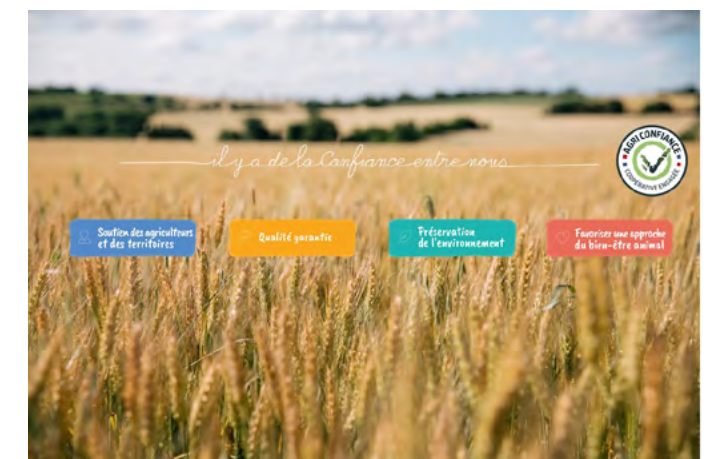 il y a de la Confiance entre nous
AGRI CONFIANCE
COOPÉRATIVE ENGAGÉE
Soutien des agriculteurs
et des territoires
Qualité garantie
Préservation
de l'environnement
Favoriser une approche
du bien-être animal